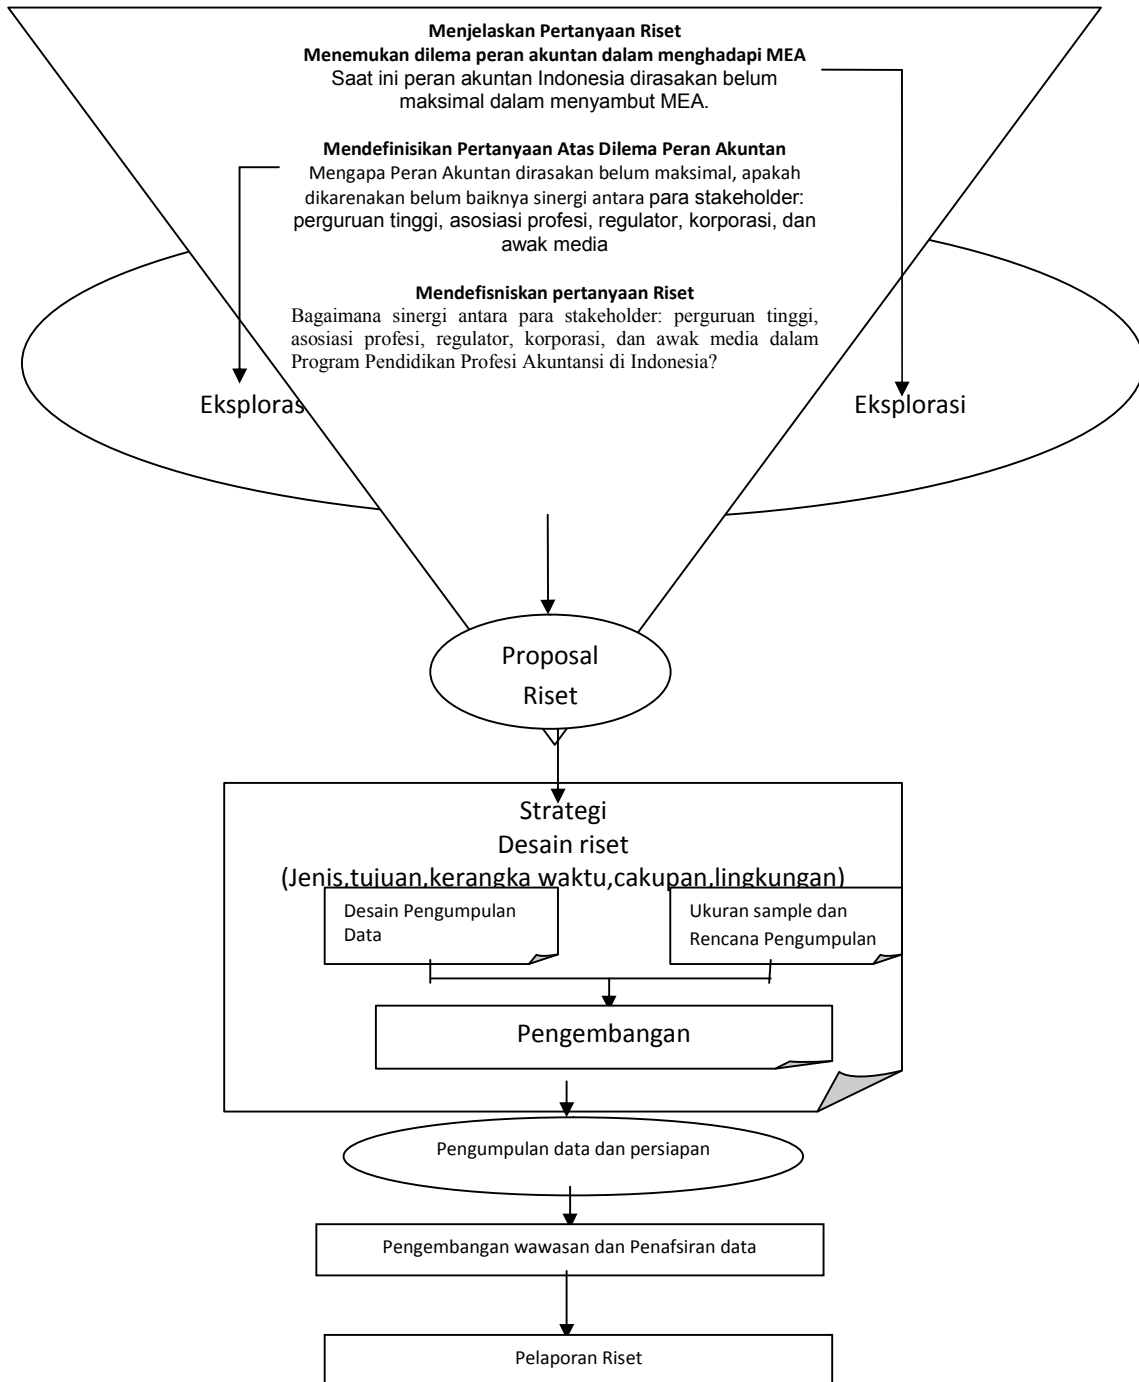 Menjelaskan Pertanyaan Riset
Menemukan dilema peran akuntan dalam menghadapi MEA
Saat ini peran akuntan Indonesia dirasakan belum
maksimal dalam menyambut MEA.
Mendefinisikan Pertanyaan Atas Dilema Peran Akuntan
Mengapa Peran Akuntan dirasakan belum maksimal, apakah
dikarenakan belum baiknya sinergi antara para stakeholder:
perguruan tinggi, asosiasi profesi, regulator, korporasi, dan
awak media
Mendefisniskan pertanyaan Riset
Bagaimana sinergi antara para stakeholder: perguruan tinggi,
asosiasi profesi, regulator, korporasi, dan awak media dalam
Program Pendidikan Profesi Akuntansi di Indonesia?
Eksploras
Eksplorasi
Proposal
Riset
Strategi
Desain riset
(Jenis,tujuan,kerangka waktu,cakupan,lingkungan)
Desain Pengumpulan
Data
Ukuran sample dan
Rencana Pengumpulan
Pengembangan
Pengumpulan data dan persiapan
Pengembangan wawasan dan Penafsiran data
Pelaporan Riset